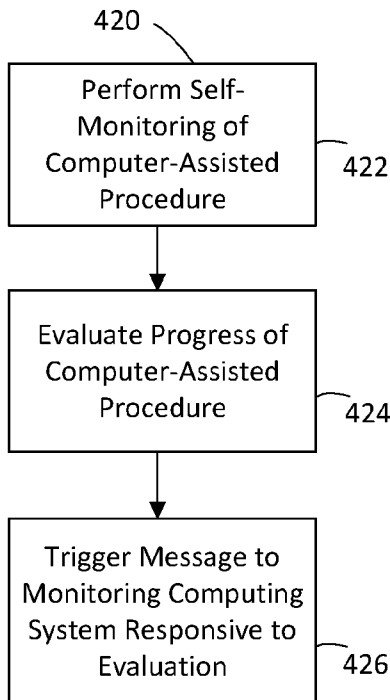 420
Perform Self-
Monitoring of
Computer-Assisted
Procedure
422
Evaluate Progress of
Computer-Assisted
Procedure
424
Trigger Message to
Monitoring Computing
System Responsive to
Evaluation
426